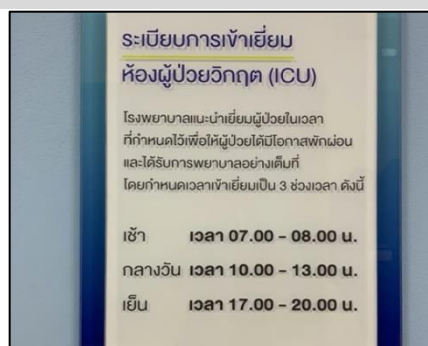 ระเบียบการเข้าเยี่ยม
ห้องผู้ป่วยวิกฤต (ICU)
โรงพยาบาลแนะนำเยี่ยมผู้ป่วยในเวลา
ที่กำหนดไว้เพื่อให้ผู้ป่วยได้มีโอกาสพักผ่อน
และได้รับการพยาบาลอย่างเต็มที่
โดยกำหนดเวลาเข้าเยี่ยมเป็น 3 ช่วงเวลา ดังนี้
เช้า เวลา 07.00 - 08.00 น.
กลางวัน เวลา 10.00 - 13.00 น.
เย็น เวลา 17.00 - 20.00 น.